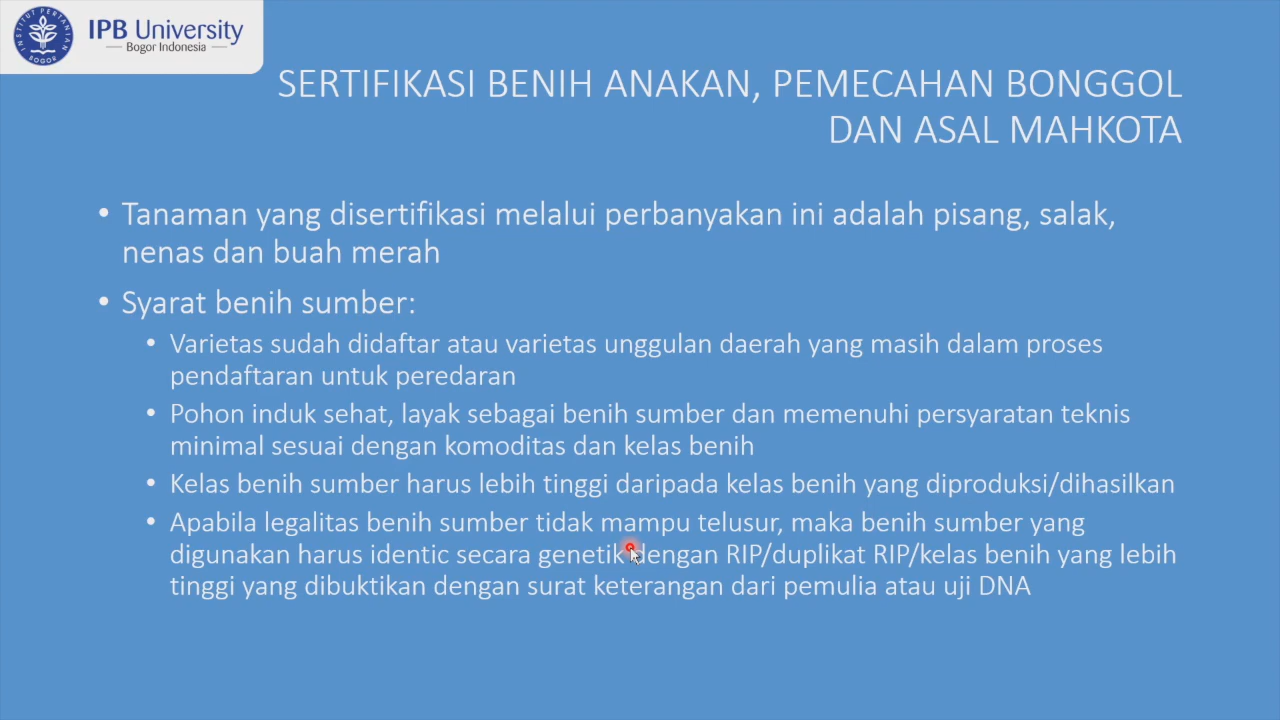 INSTITUT PERTANIAN
BOGOR
IPB University
Bogor Indonesia
SERTIFIKASI BENIH ANAKAN, PEMECAHAN BONGGOL
DAN ASAL MAHKOTA
• Tanaman yang disertifikasi melalui perbanyakan ini adalah pisang, salak,
nenas dan buah merah
• Syarat benih sumber:
• Varietas sudah didaftar atau varietas unggulan daerah yang masih dalam proses
pendaftaran untuk peredaran
• Pohon induk sehat, layak sebagai benih sumber dan memenuhi persyaratan teknis
minimal sesuai dengan komoditas dan kelas benih
• Kelas benih sumber harus lebih tinggi daripada kelas benih yang diproduksi/dihasilkan
• Apabila legalitas benih sumber tidak mampu telusur, maka benih sumber yang
digunakan harus identic secara genetik dengan RIP/duplikat RIP/kelas benih yang lebih
tinggi yang dibuktikan dengan surat keterangan dari pemulia atau uji DNA